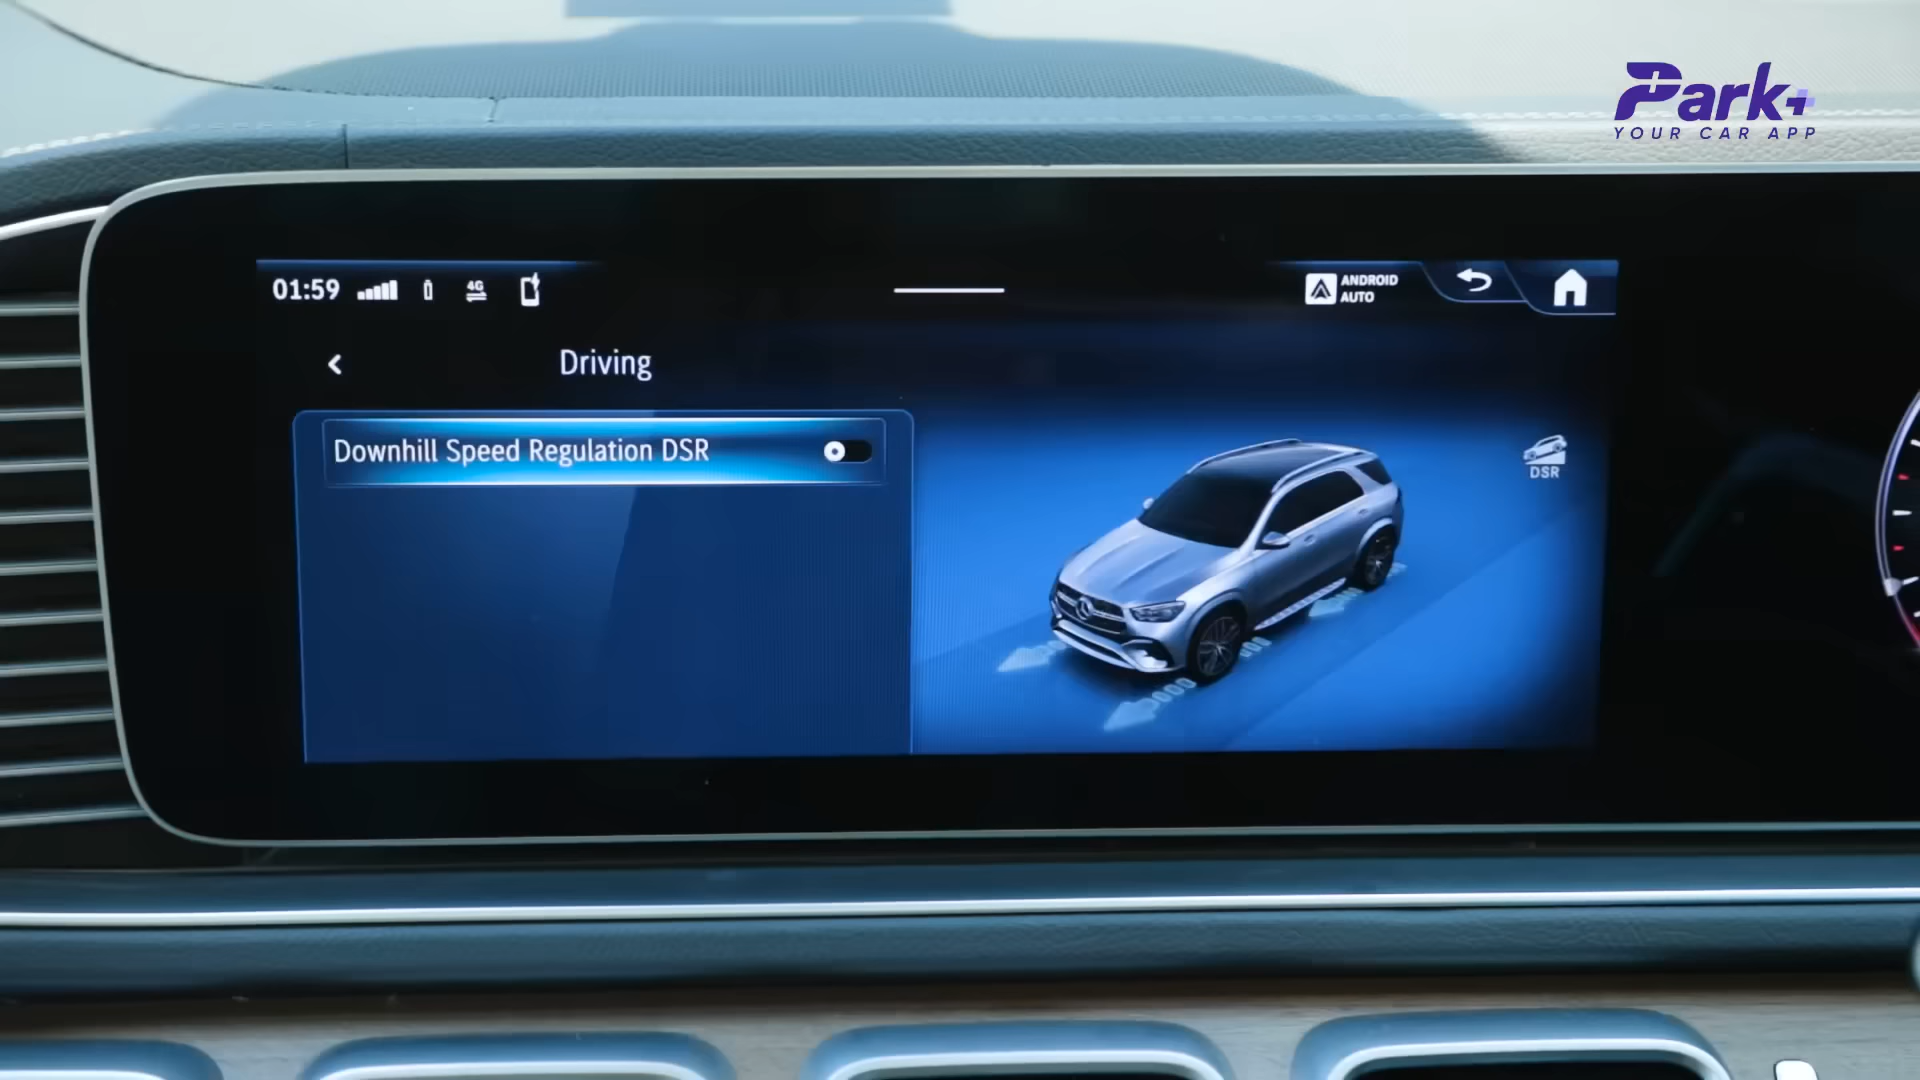 Park+
YOUR CAR APP
01:59
4G
ANDROID
AUTO
Driving
Downhill Speed Regulation DSR
DSR